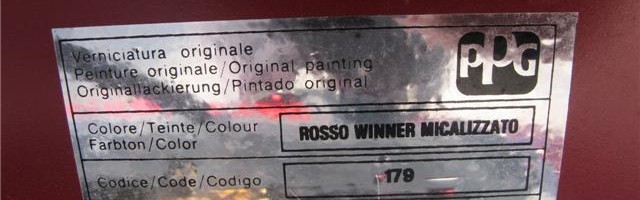 Verniciatura originale
Peinture originale/Original painting
Originallackierung/Pintado original
PPG
Colore/Teinte/Colour
Farbton/Color
ROSSO WINNER MICALIZZATO
Codice/Code/Codigo
179